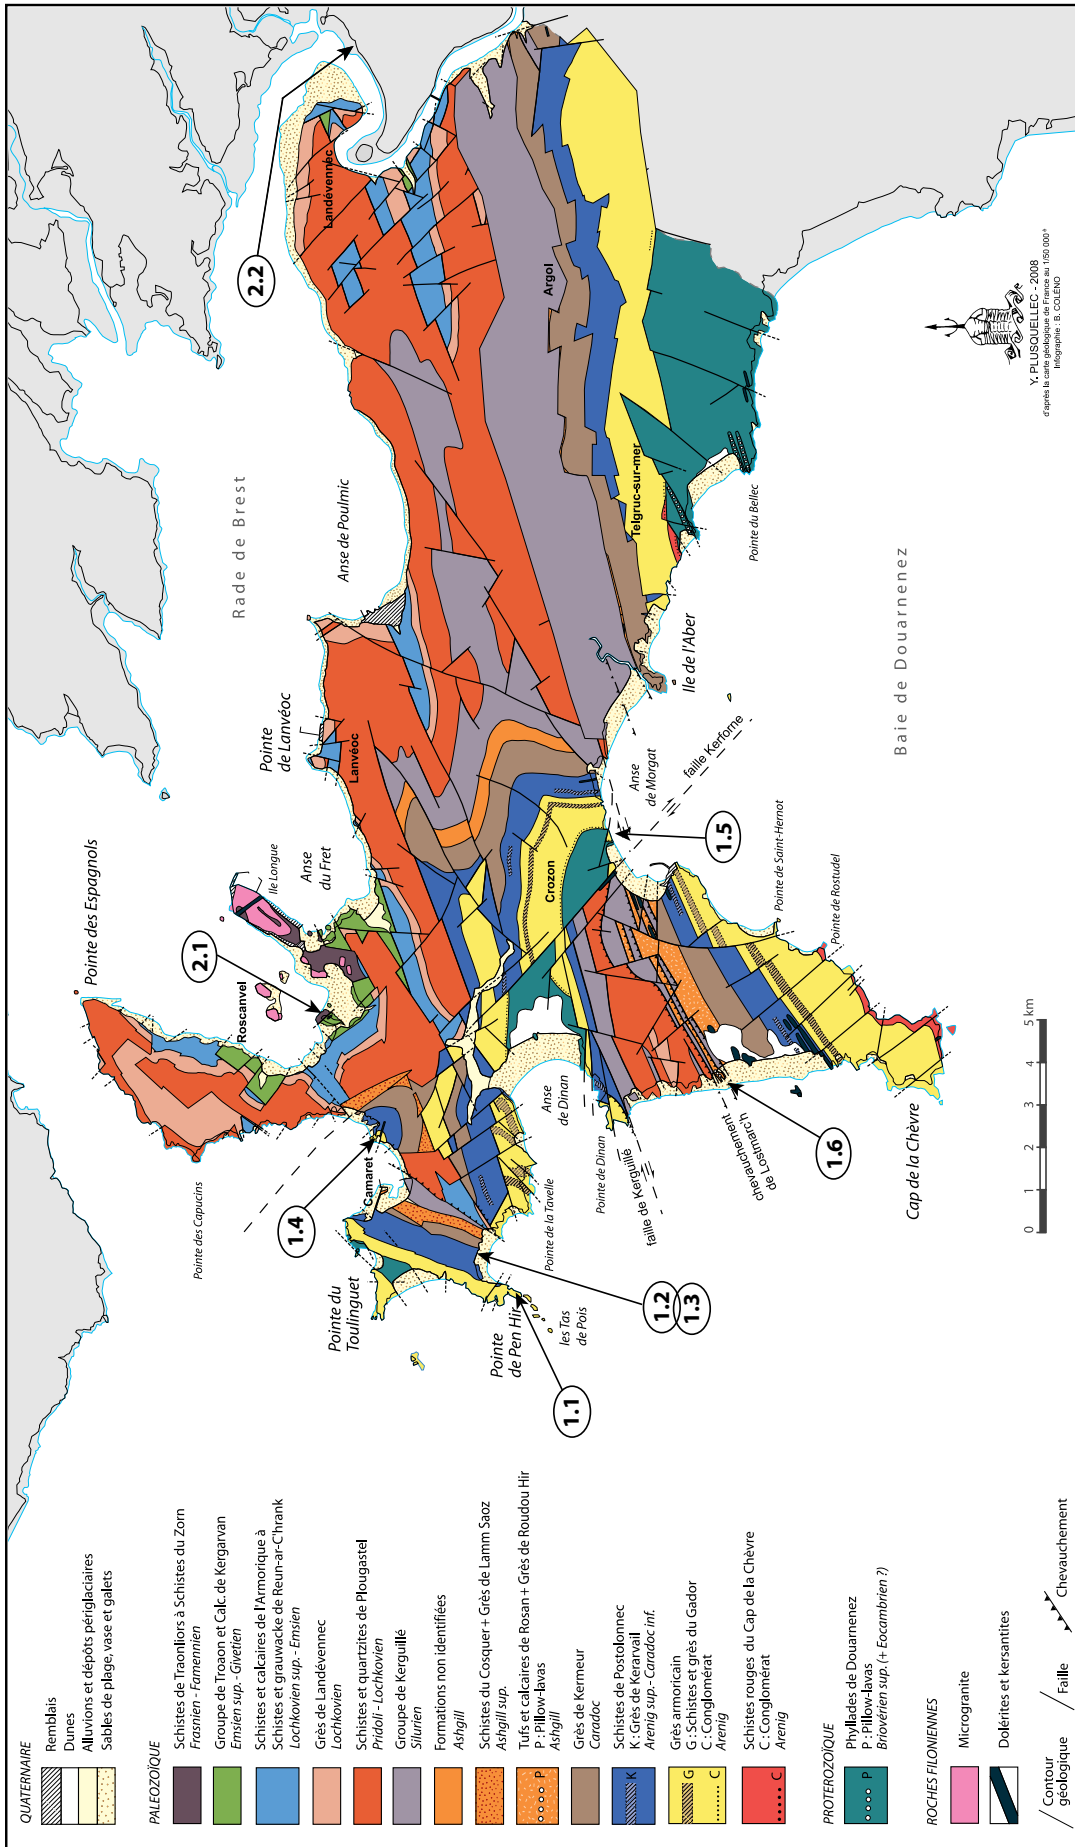 QUATERNAIRE
Remblais
Dunes
Alluvions et dépôts périglaciaires
Sables de plage, vase et galets
PALEOZOÏQUE
Schistes de Traonliors à Schistes du Zorn
Frasnien - Famennien
Groupe de Troaon et Calc. de Kergarvan
Emsien sup. - Givetien
Schistes et calcaires de l'Armorique à
Schistes et grauwacke de Reun-ar-C'hrank
Lochkovien sup. - Emsien
Grès de Landévennec
Lochkovien
Schistes et quartzites de Plougastel
Pridoli - Lochkovien
Groupe de Kerguillé
Silurien
Formations non identifiées
Ashgill
Schistes du Cosquer + Grès de Lamm Saoz
Ashgill sup.
Tufs et calcaires de Rosan + Grès de Roudou Hir
P : Pillow-lavas
Ashgill
P
Grès de Kermeur
Caradoc
Schistes de Postolonnec
K : Grès de Kerarvail
Arenig sup.- Caradoc inf.
K
Grès armoricain
G : Schistes et grès du Gador
C : Conglomérat
Arenig
G
C
Schistes rouges du Cap de la Chèvre
C : Conglomérat
Arenig
C
PROTEROZOÏQUE
Phyllades de Douarnenez
P : Pillow-lavas
Briovérien sup. (+ Eocambrien ?)
P
ROCHES FILONIENNES
Microgranite
Dolérites et kersantites
Contour
géologique
Faille
Chevauchement
Pointe des Espagnols
Rade de Brest
2.2
Landévennec
Anse de Poulmic
Pointe
de Lanvéoc
Lanvéoc
Anse
du Fret
Ile Longue
2.1
Roscanvel
Pointe des Capucins
1.4
Camaret
Pointe du
Toulinguet
Pointe
de Pen Hir
les Tas
de Pois
1.1
1.2
1.3
Pointe de la Tavelle
Anse
de Dinan
Pointe de Dinan
faille de Kerguillé
chevauchement
de Lostmarc'h
1.6
Crozon
1.5
Anse
de Morgat
faille Kerforne
Ile de l'Aber
Argol
Telgruc-sur-mer
Pointe du Bellec
Baie de Douarnenez
Pointe de Saint-Hernot
Pointe de Rostudel
Cap de la Chèvre
0
1
2
3
4
5 km
Y. PLUSQUELLEC - 2008
d'après la carte géologique de France au 1/50 000°
Infographie : B. COLÉNO